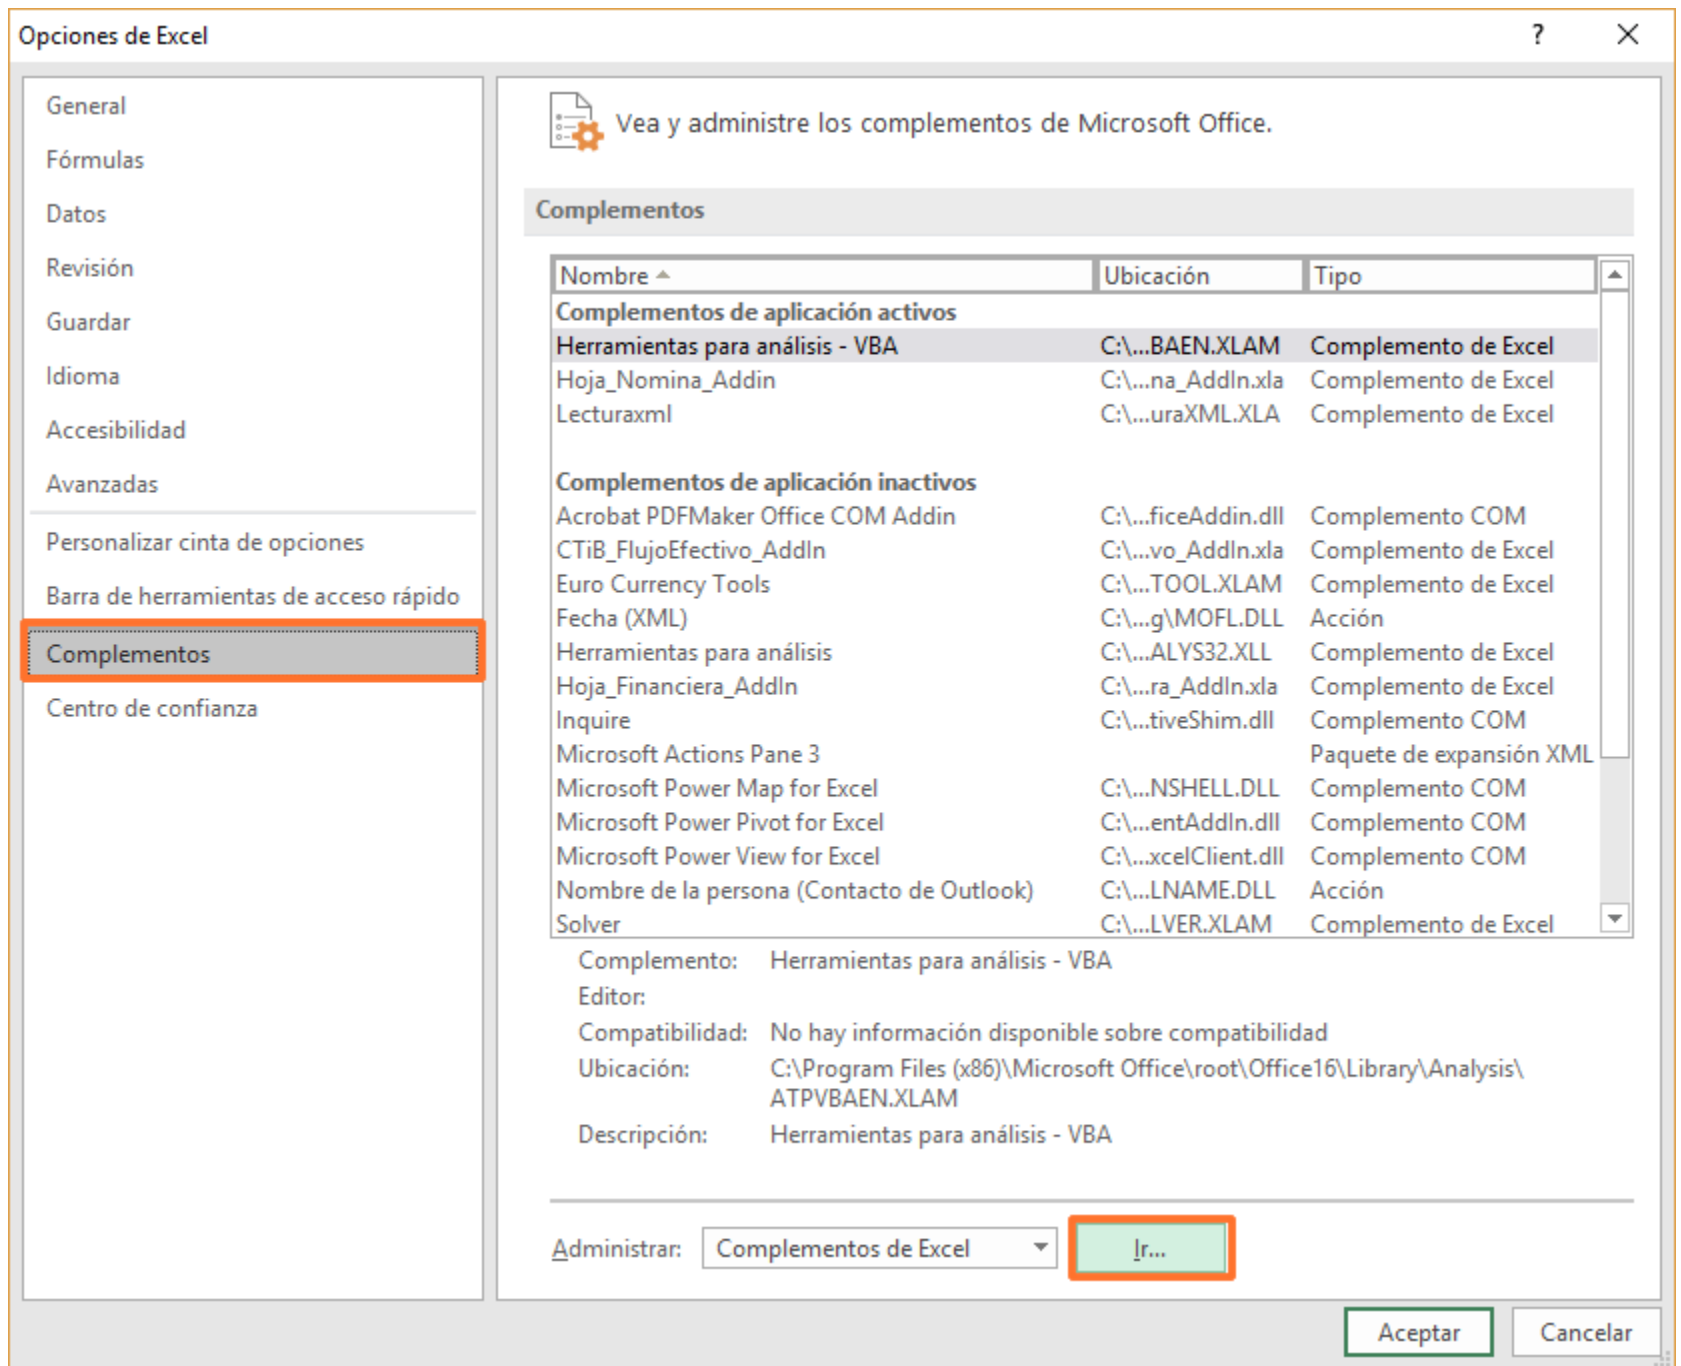 Opciones de Excel ?
General
Fórmulas
Datos
Revisión
Guardar
Idioma
Accesibilidad
Avanzadas
Personalizar cinta de opciones
Barra de herramientas de acceso rápido
Complementos
Centro de confianza
Vea y administre los complementos de Microsoft Office.
Complementos
Nombre Ubicación Tipo
Complementos de aplicación activos
Herramientas para análisis - VBA C:\...BAEN.XLAM Complemento de Excel
Hoja_Nomina_Addin C:\...na_AddIn.xla Complemento de Excel
Lecturaxml C:\...uraXML.XLA Complemento de Excel
Complementos de aplicación inactivos
Acrobat PDFMaker Office COM Addin C:\...ficeAddin.dll Complemento COM
CTiB_FlujoEfectivo_AddIn C:\...vo_AddIn.xla Complemento de Excel
Euro Currency Tools C:\...TOOL.XLAM Complemento de Excel
Fecha (XML) C:\...g\MOFL.DLL Acción
Herramientas para análisis C:\...ALYS32.XLL Complemento de Excel
Hoja_Financiera_AddIn C:\...ra_AddIn.xla Complemento de Excel
Inquire C:\...tiveShim.dll Complemento COM
Microsoft Actions Pane 3 Paquete de expansión XML
Microsoft Power Map for Excel C:\...NSHELL.DLL Complemento COM
Microsoft Power Pivot for Excel C:\...entAddIn.dll Complemento COM
Microsoft Power View for Excel C:\...xcelClient.dll Complemento COM
Nombre de la persona (Contacto de Outlook) C:\...LNAME.DLL Acción
Solver C:\...LVER.XLAM Complemento de Excel
Complemento: Herramientas para análisis - VBA
Editor:
Compatibilidad: No hay información disponible sobre compatibilidad
Ubicación: C:\Program Files (x86)\Microsoft Office\root\Office16\Library\Analysis\
ATPVBAEN.XLAM
Descripción: Herramientas para análisis - VBA
Administrar: Complementos de Excel Ir...
Aceptar Cancelar